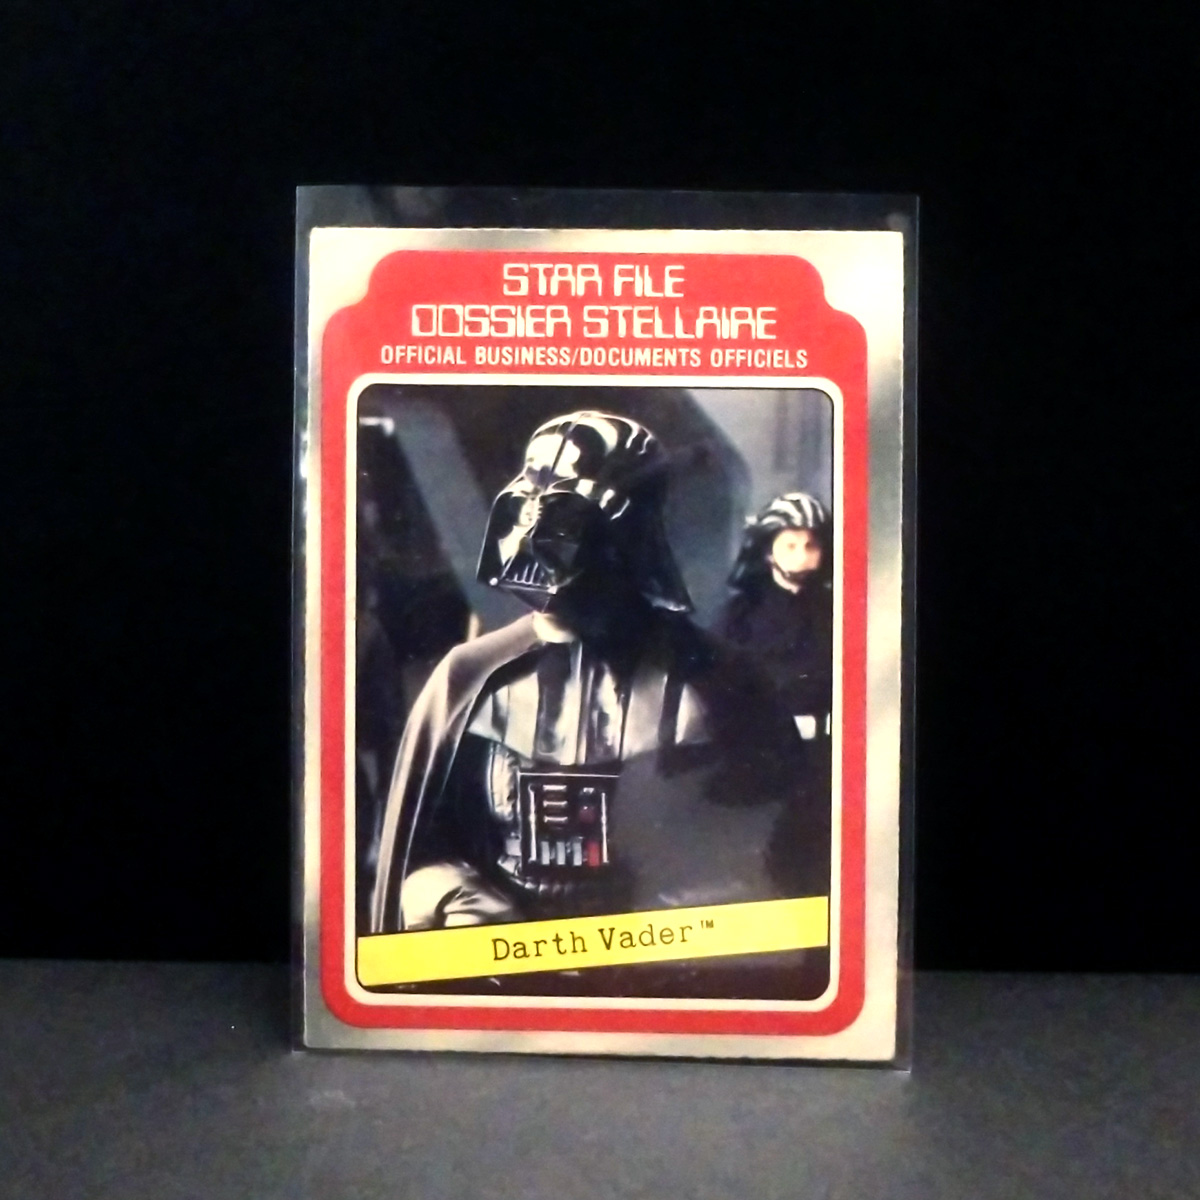 STAR FILE
DOSSIER STELLAIRE
OFFICIAL BUSINESS/DOCUMENTS OFFICIELS
Darth Vader™